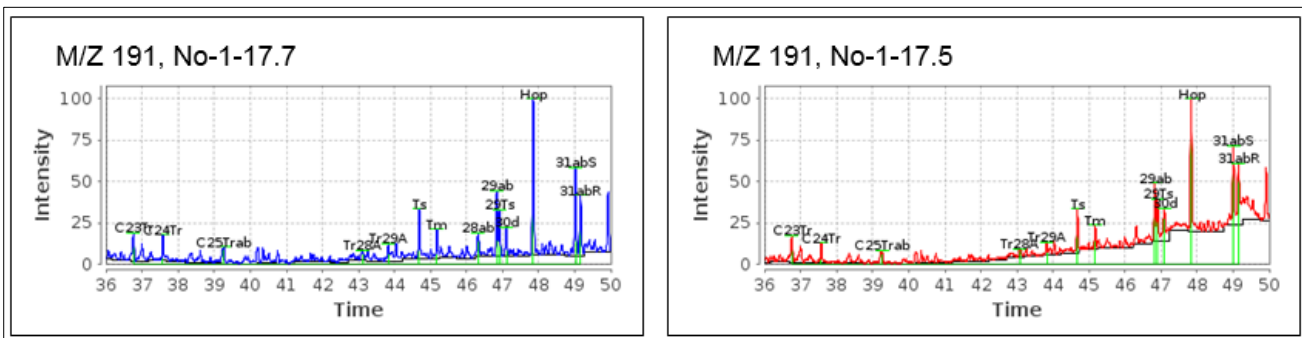 M/Z 191, No-1-17.7
Hop
100
75
50
25
0
Intensity
C23Tr
C24Tr
C25Trab
Tr28A
Tr29A
Ts
Tm
28ab
29ab
29Ts
30d
31abS
31abR
36 37 38 39 40 41 42 43 44 45 46 47 48 49 50
Time
M/Z 191, No-1-17.5
Hop
100
75
50
25
0
Intensity
C23Tr
C24Tr
C25Trab
Tr28A
Tr29A
Ts
Tm
29ab
29Ts
30d
31abS
31abR
36 37 38 39 40 41 42 43 44 45 46 47 48 49 50
Time